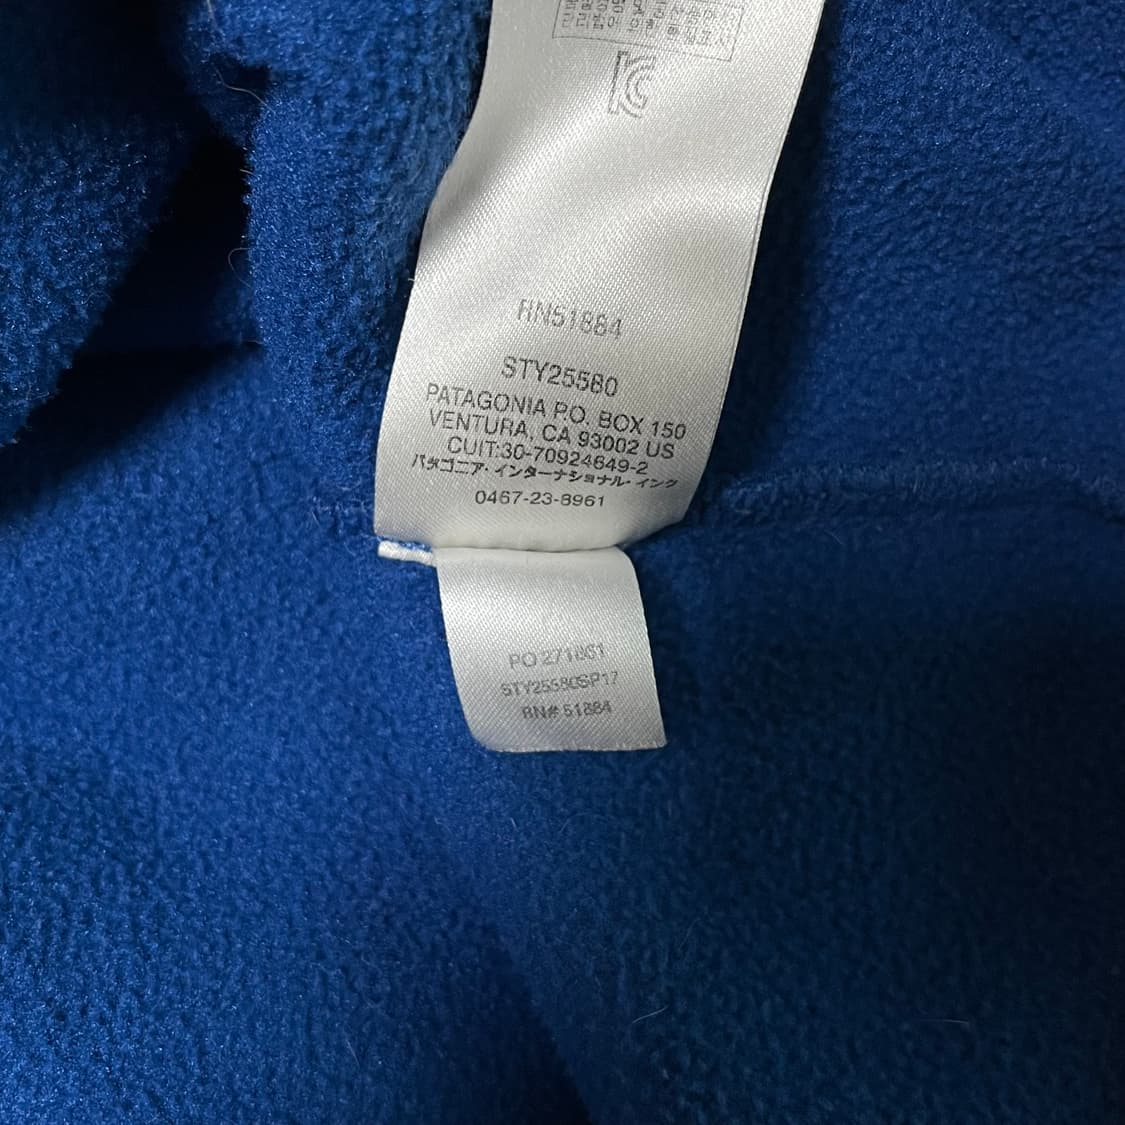 RN51884
STY25580
PATAGONIA P.O. BOX 150
VENTURA, CA 93002 US
CUIT:30-70924649-2
パタゴニア・インターナショナル・インク
0467-23-8961
PO 271861
STY25580SP17
RN# 51884